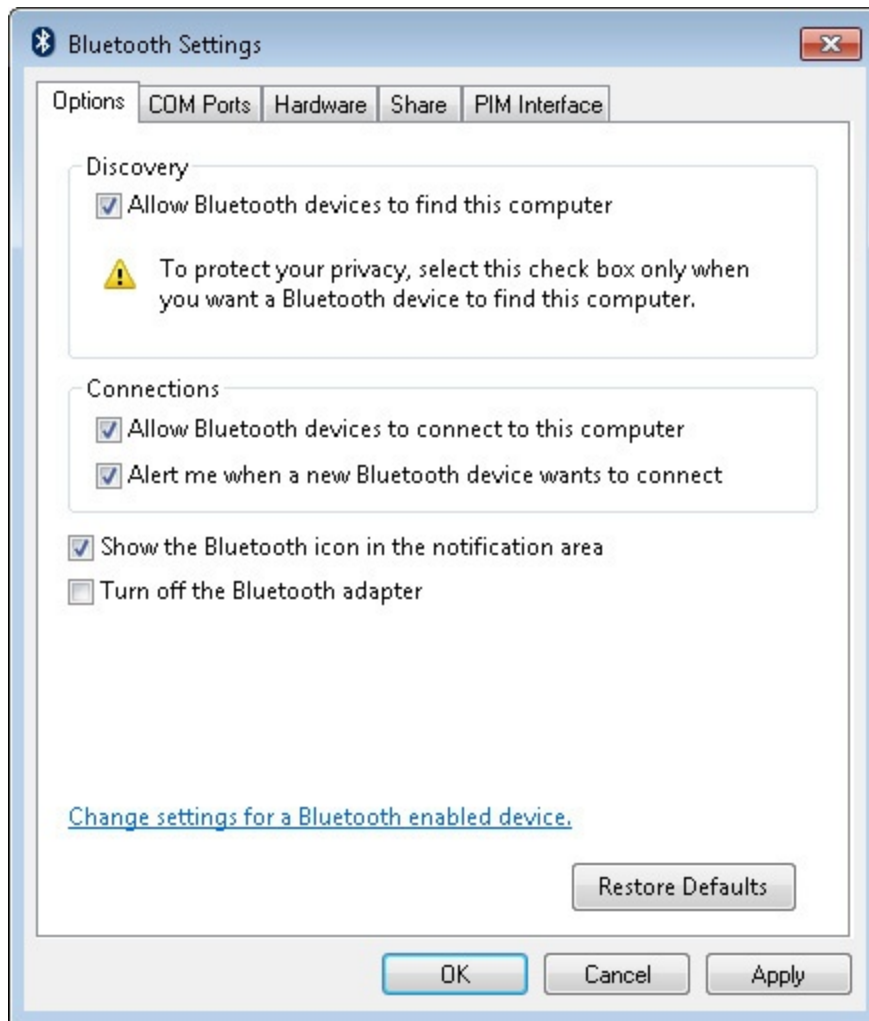 Bluetooth Settings
Options COM Ports Hardware Share PIM Interface
Discovery
Allow Bluetooth devices to find this computer
To protect your privacy, select this check box only when
you want a Bluetooth device to find this computer.
Connections
Allow Bluetooth devices to connect to this computer
Alert me when a new Bluetooth device wants to connect
Show the Bluetooth icon in the notification area
Turn off the Bluetooth adapter
Change settings for a Bluetooth enabled device.
Restore Defaults
OK Cancel Apply